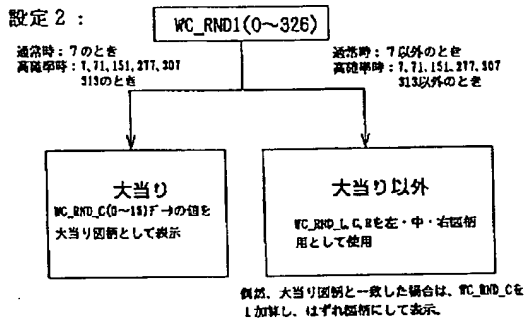 設定2：
WC_RND1(0～326)
通常時：7のとき
高確率時：7,71,151,277,307
313のとき
通常時：7以外のとき
高確率時：7,71,151,277,307
313以外のとき
大当り
WC_RND_C(0～15)データの値を
大当り図柄として表示
大当り以外
WC_RND_L,C,Rを左・中・右図柄
用として使用
偶然、大当り図柄と一致した場合は、WC_RND_Cを
1加算し、はずれ図柄にして表示。